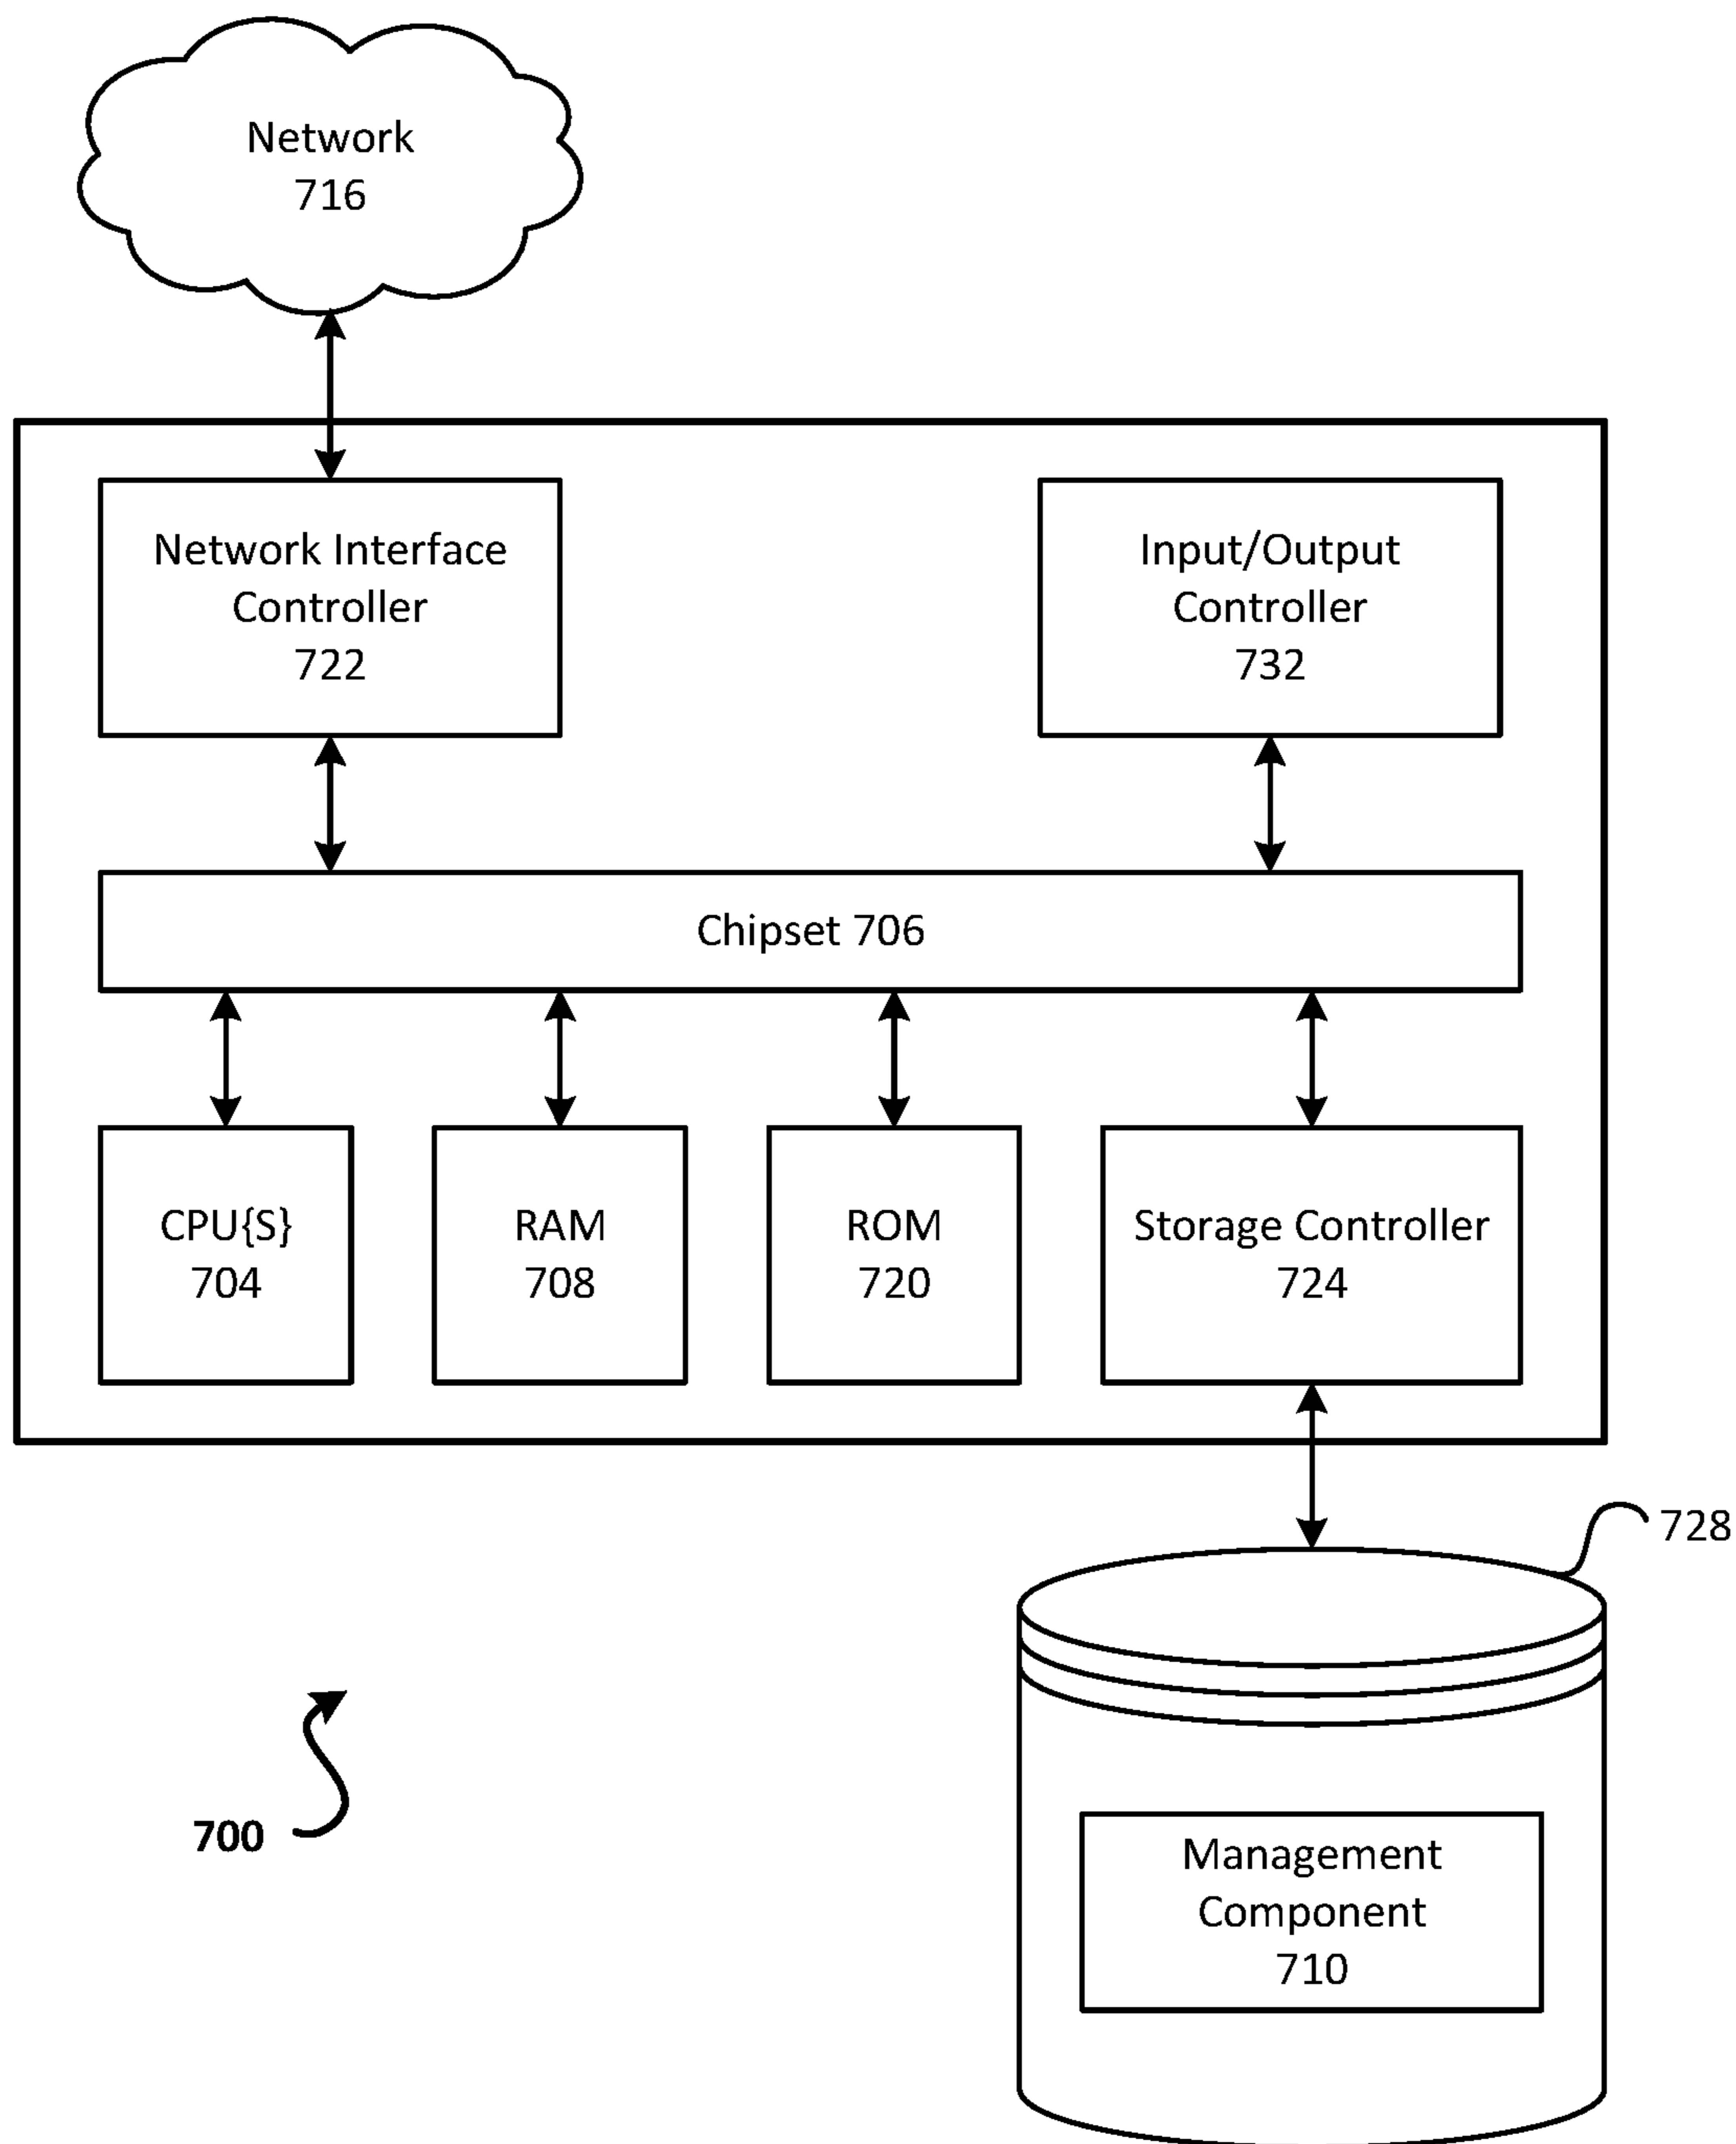 Network
716
Network Interface
Controller
722
Input/Output
Controller
732
Chipset 706
CPU{S}
704
RAM
708
ROM
720
Storage Controller
724
728
700
Management
Component
710